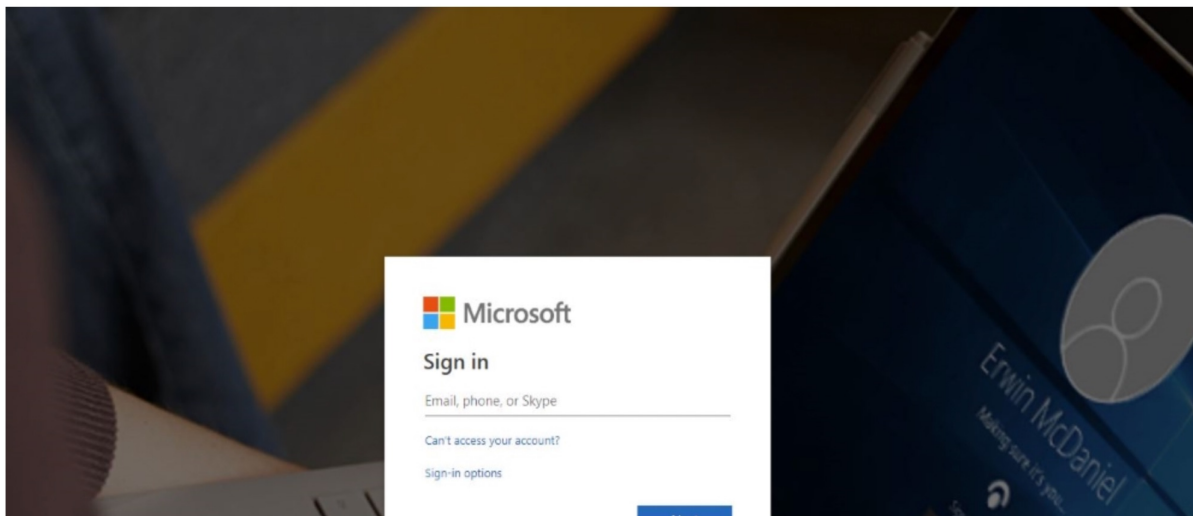 Microsoft
Sign in
Email, phone, or Skype
Can't access your account?
Sign-in options
Erwin McDaniel
Making sure it's you...